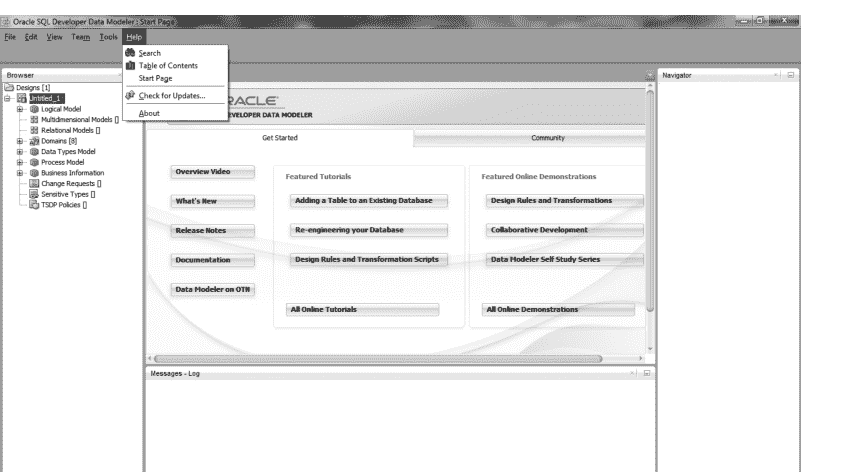 Oracle SQL Developer Data Modeler : Start Page
File Edit View Team Tools Help
Search
Table of Contents
Start Page
Check for Updates...
About
Browser
Designs [1]
Untitled_1
Logical Model
Multidimensional Models []
Relational Models []
Domains [8]
Data Types Model
Process Model
Business Information
Change Requests []
Sensitive Types []
TSDP Policies []
RACLE
EVELOPER DATA MODELER
Get Started
Community
Overview Video
What's New
Release Notes
Documentation
Data Modeler on OTN
Featured Tutorials
Adding a Table to an Existing Database
Re-engineering your Database
Design Rules and Transformation Scripts
All Online Tutorials
Featured Online Demonstrations
Design Rules and Transformations
Collaborative Development
Data Modeler Self Study Series
All Online Demonstrations
Navigator
Messages - Log